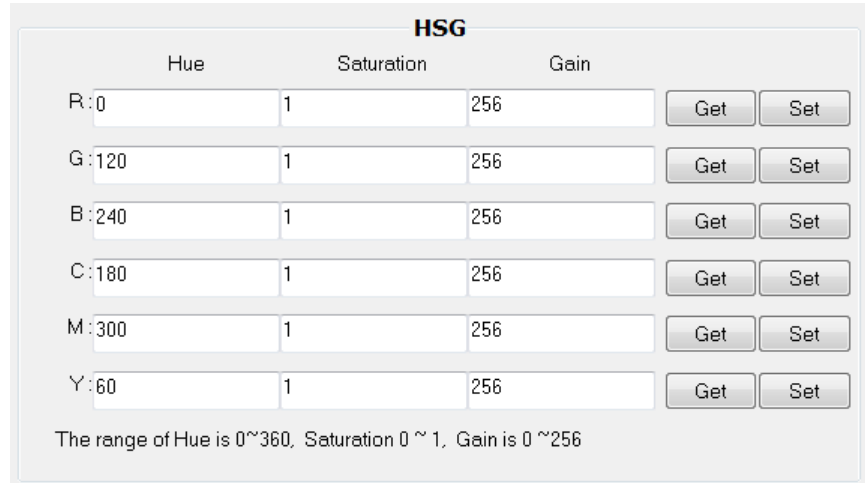 HSG
Hue Saturation Gain
R: 0 1 256 Get Set
G: 120 1 256 Get Set
B: 240 1 256 Get Set
C: 180 1 256 Get Set
M: 300 1 256 Get Set
Y: 60 1 256 Get Set
The range of Hue is 0~360, Saturation 0 ~ 1, Gain is 0 ~256